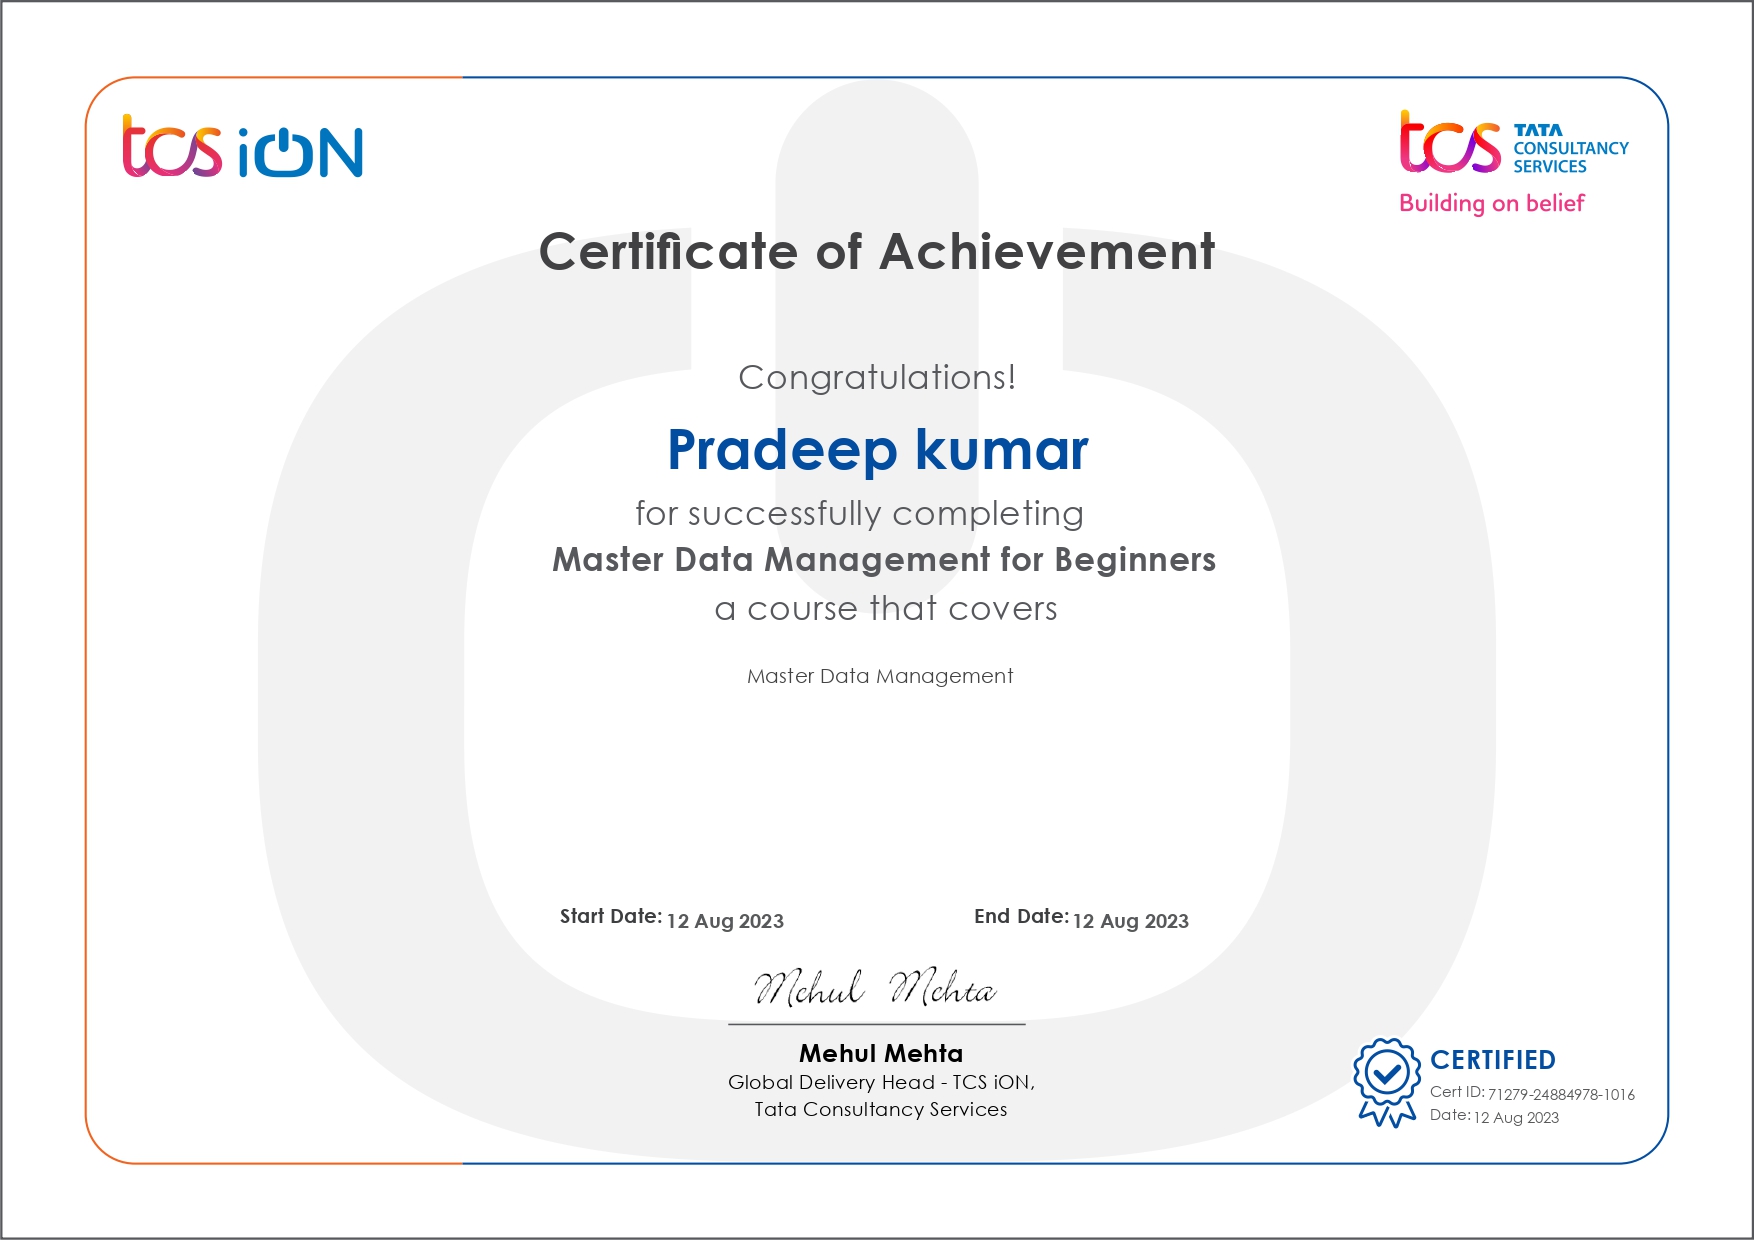 tcs iON
tcs TATA
CONSULTANCY
SERVICES
Building on belief
Certificate of Achievement
Congratulations!
Pradeep kumar
for successfully completing
Master Data Management for Beginners
a course that covers
Master Data Management
Start Date: 12 Aug 2023 End Date: 12 Aug 2023
Mehul Mehta
Mehul Mehta
Global Delivery Head - TCS iON,
Tata Consultancy Services
CERTIFIED
Cert ID: 71279-24884978-1016
Date: 12 Aug 2023